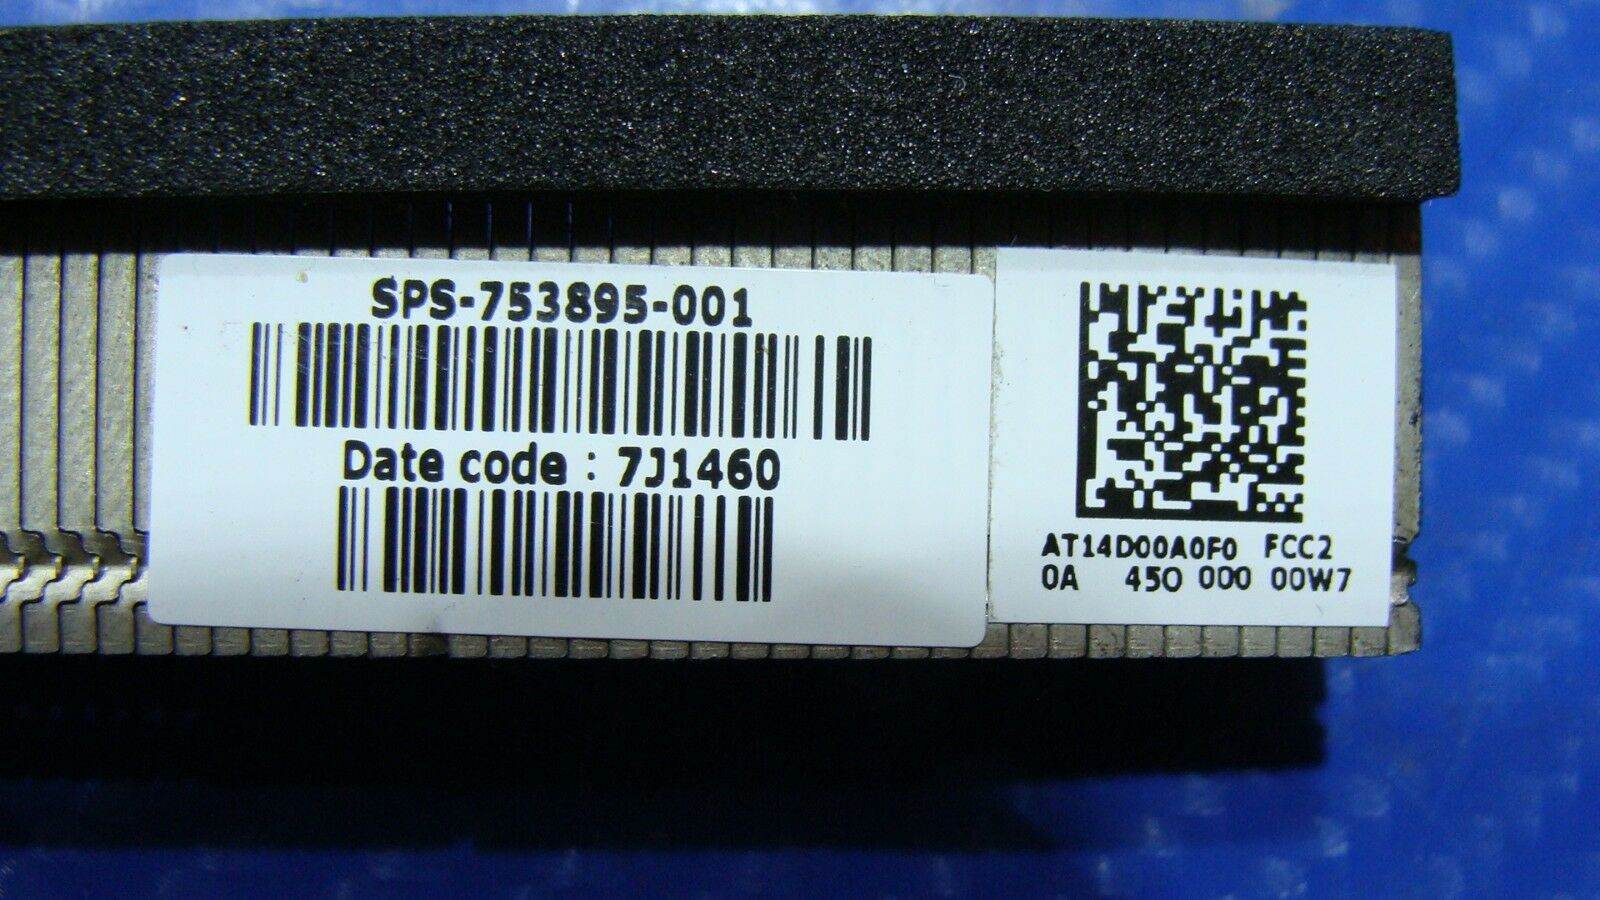 SPS-753895-001
Date code : 7J1460
AT14D00A0F0 FCC2
0A 450 000 00W7